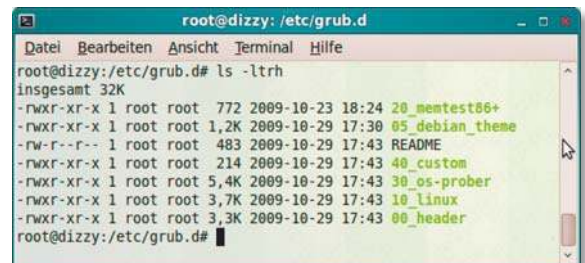 root@dizzy: /etc/grub.d
Datei Bearbeiten Ansicht Terminal Hilfe
root@dizzy:/etc/grub.d# ls -ltrh
insgesamt 32K
-rwxr-xr-x 1 root root 772 2009-10-23 18:24 20_memtest86+
-rwxr-xr-x 1 root root 1,2K 2009-10-29 17:30 05_debian_theme
-rw-r--r-- 1 root root 483 2009-10-29 17:43 README
-rwxr-xr-x 1 root root 214 2009-10-29 17:43 40_custom
-rwxr-xr-x 1 root root 5,4K 2009-10-29 17:43 30_os-prober
-rwxr-xr-x 1 root root 3,7K 2009-10-29 17:43 10_linux
-rwxr-xr-x 1 root root 3,3K 2009-10-29 17:43 00_header
root@dizzy:/etc/grub.d#